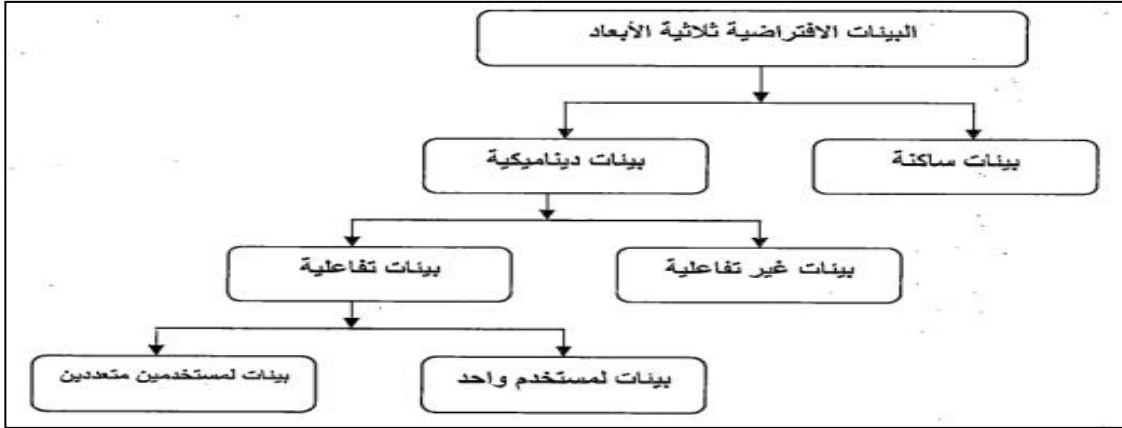 البيئات الافتراضية ثلاثية الأبعاد
بيئات ساكنة
بيئات ديناميكية
بيئات غير تفاعلية
بيئات تفاعلية
بيئات لمستخدم واحد
بيئات لمستخدمين متعددين